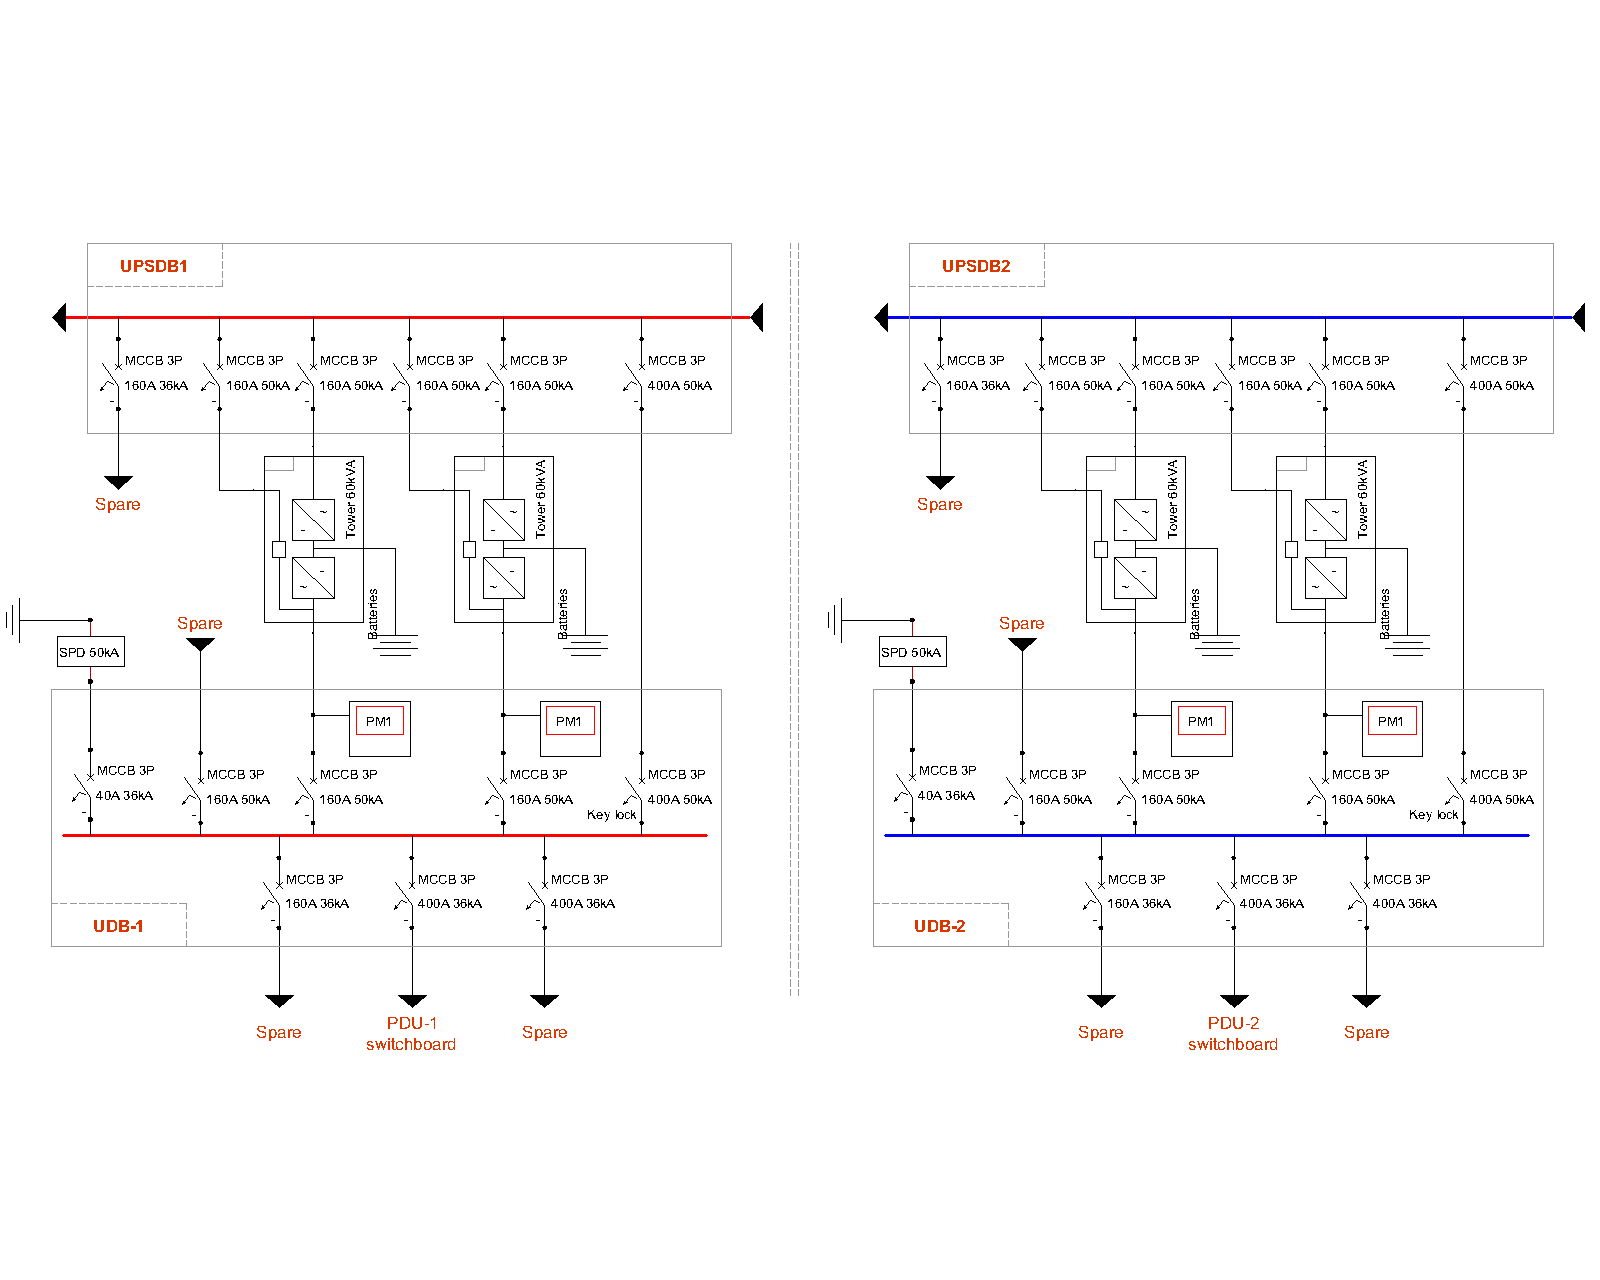 UPSDB1
UPSDB2
MCCB 3P
160A 36kA
MCCB 3P
160A 50kA
MCCB 3P
160A 50kA
MCCB 3P
160A 50kA
MCCB 3P
160A 50kA
MCCB 3P
400A 50kA
MCCB 3P
160A 36kA
MCCB 3P
160A 50kA
MCCB 3P
160A 50kA
MCCB 3P
160A 50kA
MCCB 3P
160A 50kA
MCCB 3P
400A 50kA
Spare
Tower 60kVA
Tower 60kVA
Spare
Tower 60kVA
Tower 60kVA
Batteries
Batteries
Batteries
Batteries
SPD 50kA
Spare
SPD 50kA
Spare
PM1
PM1
PM1
PM1
MCCB 3P
40A 36kA
MCCB 3P
160A 50kA
MCCB 3P
160A 50kA
MCCB 3P
160A 50kA
MCCB 3P
400A 50kA
Key lock
MCCB 3P
40A 36kA
MCCB 3P
160A 50kA
MCCB 3P
160A 50kA
MCCB 3P
160A 50kA
MCCB 3P
400A 50kA
Key lock
MCCB 3P
160A 36kA
MCCB 3P
400A 36kA
MCCB 3P
400A 36kA
MCCB 3P
160A 36kA
MCCB 3P
400A 36kA
MCCB 3P
400A 36kA
UDB-1
UDB-2
Spare
PDU-1
switchboard
Spare
Spare
PDU-2
switchboard
Spare